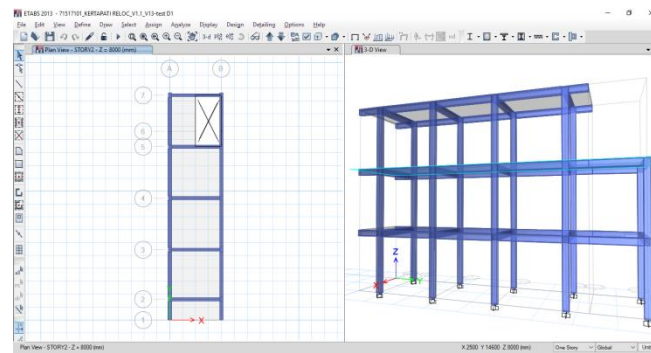 ETABS 2013 - 71517101_KERTAPATI RELOC_V1.1_V13-test D1
File Edit View Define Draw Select Assign Analyze Display Design Detailing Options Tools Help
Plan View - STORY2 - Z = 8000 (mm)
3-D View
A B
7
6
5
4
3
2
1
X
Z
X Y
Plan View - STORY2 - Z = 8000 (mm) X 2500 Y 14600 Z 8000 (mm) One Story Global Unit